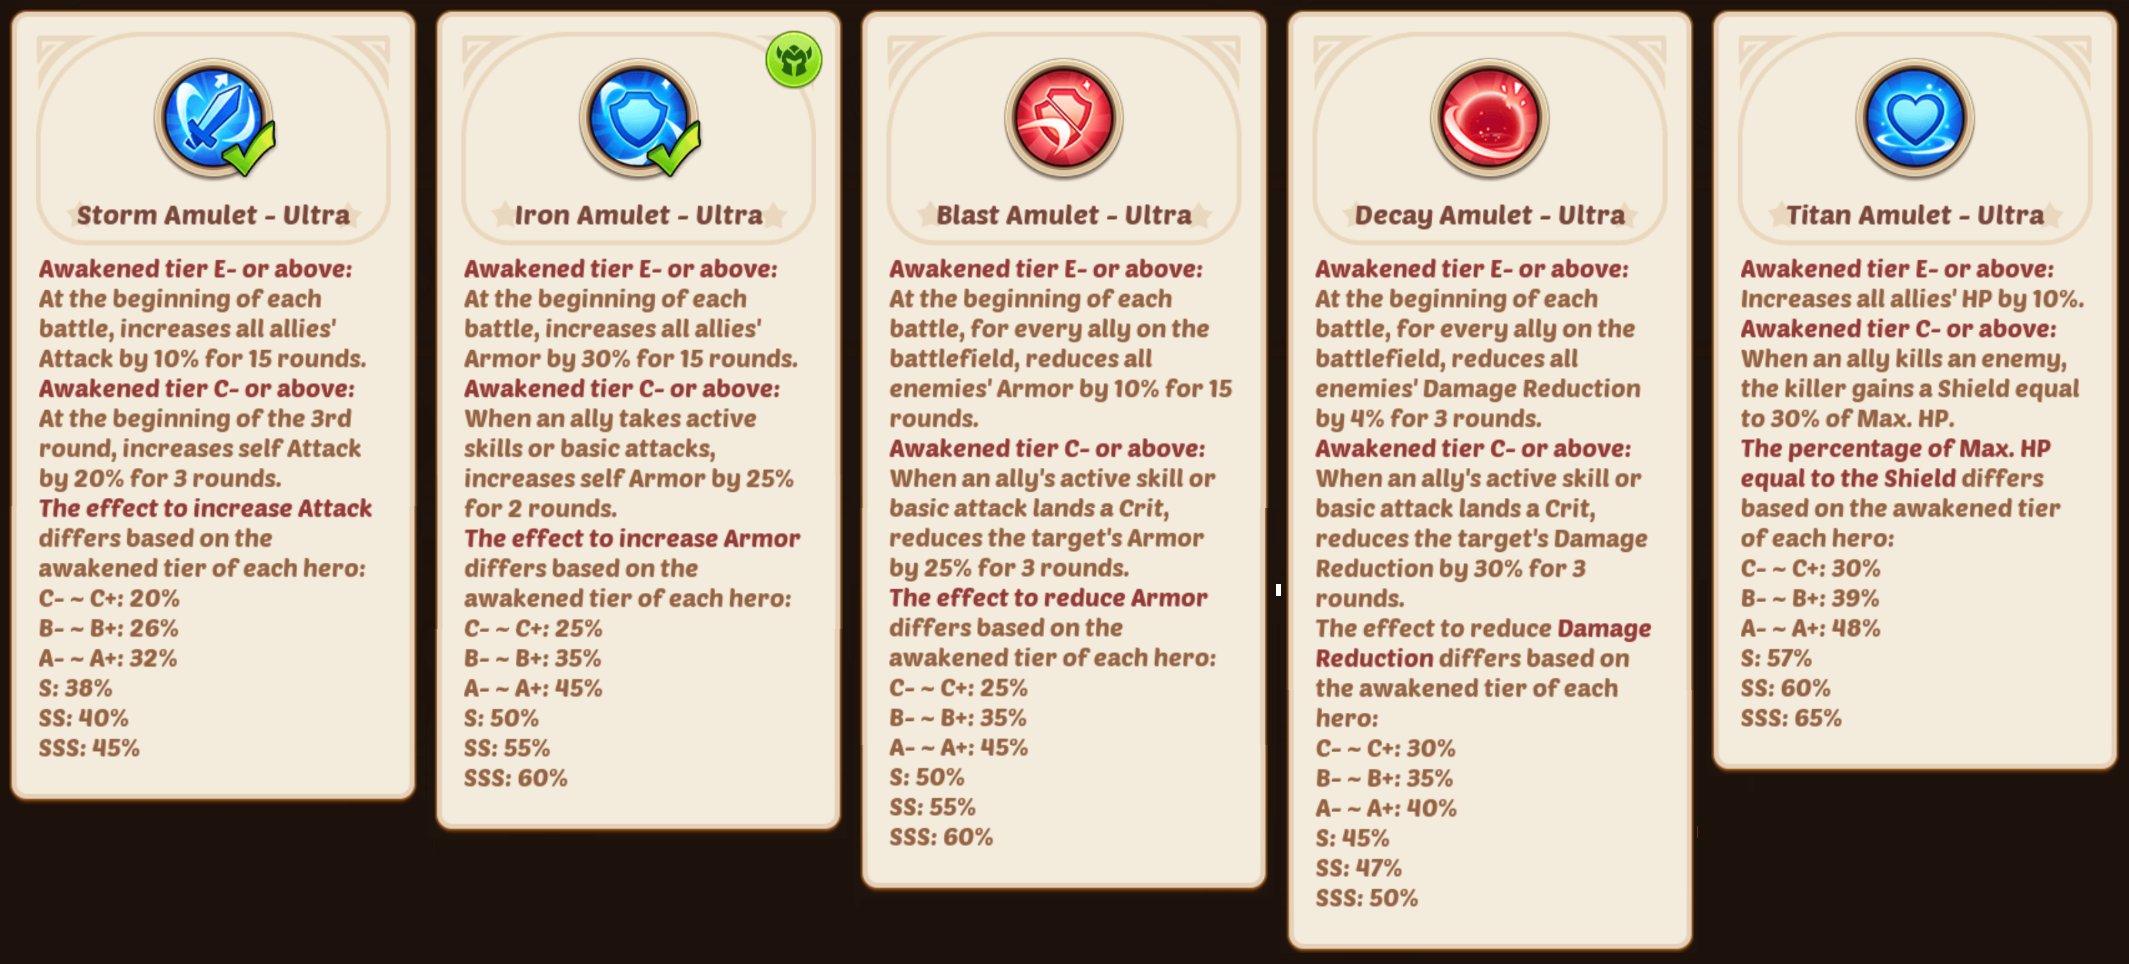 Storm Amulet - Ultra
Awakened tier E- or above:
At the beginning of each
battle, increases all allies'
Attack by 10% for 15 rounds.
Awakened tier C- or above:
At the beginning of the 3rd
round, increases self Attack
by 20% for 3 rounds.
The effect to increase Attack
differs based on the
awakened tier of each hero:
C- ~ C+: 20%
B- ~ B+: 26%
A- ~ A+: 32%
S: 38%
SS: 40%
SSS: 45%
Iron Amulet - Ultra
Awakened tier E- or above:
At the beginning of each
battle, increases all allies'
Armor by 30% for 15 rounds.
Awakened tier C- or above:
When an ally takes active
skills or basic attacks,
increases self Armor by 25%
for 2 rounds.
The effect to increase Armor
differs based on the
awakened tier of each hero:
C- ~ C+: 25%
B- ~ B+: 35%
A- ~ A+: 45%
S: 50%
SS: 55%
SSS: 60%
Blast Amulet - Ultra
Awakened tier E- or above:
At the beginning of each
battle, for every ally on the
battlefield, reduces all
enemies' Armor by 10% for 15
rounds.
Awakened tier C- or above:
When an ally's active skill or
basic attack lands a Crit,
reduces the target's Armor
by 25% for 3 rounds.
The effect to reduce Armor
differs based on the
awakened tier of each hero:
C- ~ C+: 25%
B- ~ B+: 35%
A- ~ A+: 45%
S: 50%
SS: 55%
SSS: 60%
Decay Amulet - Ultra
Awakened tier E- or above:
At the beginning of each
battle, for every ally on the
battlefield, reduces all
enemies' Damage Reduction
by 4% for 3 rounds.
Awakened tier C- or above:
When an ally's active skill or
basic attack lands a Crit,
reduces the target's Damage
Reduction by 30% for 3
rounds.
The effect to reduce Damage
Reduction differs based on
the awakened tier of each
hero:
C- ~ C+: 30%
B- ~ B+: 35%
A- ~ A+: 40%
S: 45%
SS: 47%
SSS: 50%
Titan Amulet - Ultra
Awakened tier E- or above:
Increases all allies' HP by 10%.
Awakened tier C- or above:
When an ally kills an enemy,
the killer gains a Shield equal
to 30% of Max. HP.
The percentage of Max. HP
equal to the Shield differs
based on the awakened tier
of each hero:
C- ~ C+: 30%
B- ~ B+: 39%
A- ~ A+: 48%
S: 57%
SS: 60%
SSS: 65%